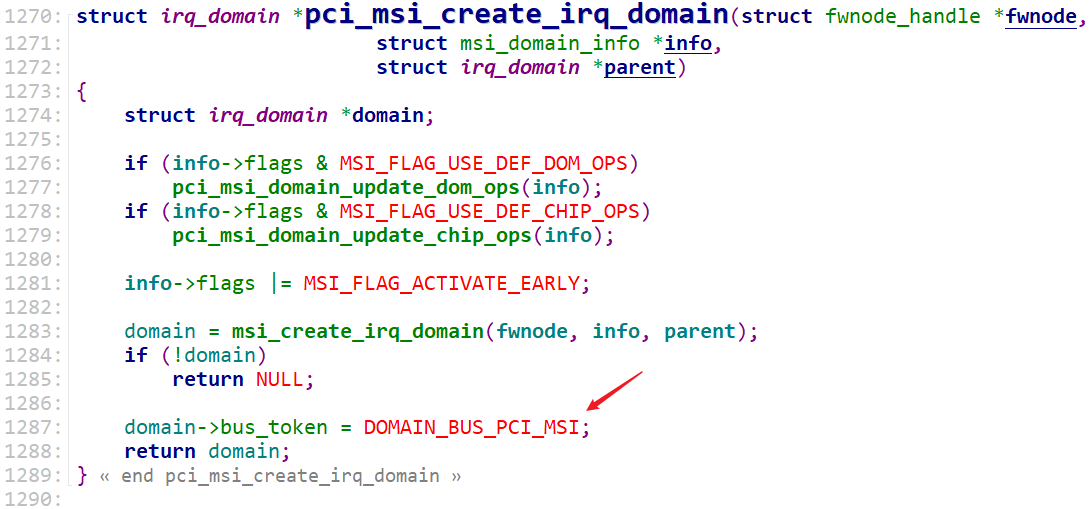 1270: struct irq_domain *pci_msi_create_irq_domain(struct fwnode_handle *fwnode,
1271: struct msi_domain_info *info,
1272: struct irq_domain *parent)
1273: {
1274: struct irq_domain *domain;
1275:
1276: if (info->flags & MSI_FLAG_USE_DEF_DOM_OPS)
1277: pci_msi_domain_update_dom_ops(info);
1278: if (info->flags & MSI_FLAG_USE_DEF_CHIP_OPS)
1279: pci_msi_domain_update_chip_ops(info);
1280:
1281: info->flags |= MSI_FLAG_ACTIVATE_EARLY;
1282:
1283: domain = msi_create_irq_domain(fwnode, info, parent);
1284: if (!domain)
1285: return NULL;
1286:
1287: domain->bus_token = DOMAIN_BUS_PCI_MSI;
1288: return domain;
1289: } « end pci_msi_create_irq_domain »
1290: